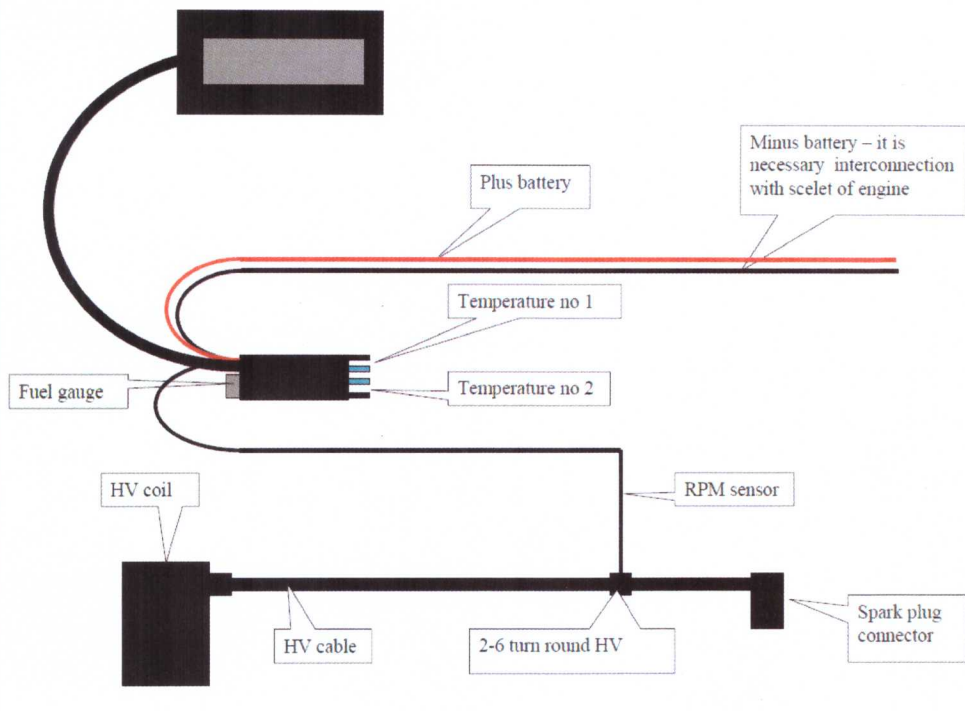 Minus battery – it is
necessary interconnection
with scelet of engine
Plus battery
Temperature no 1
Fuel gauge
Temperature no 2
HV coil
RPM sensor
HV cable
2-6 turn round HV
Spark plug
connector